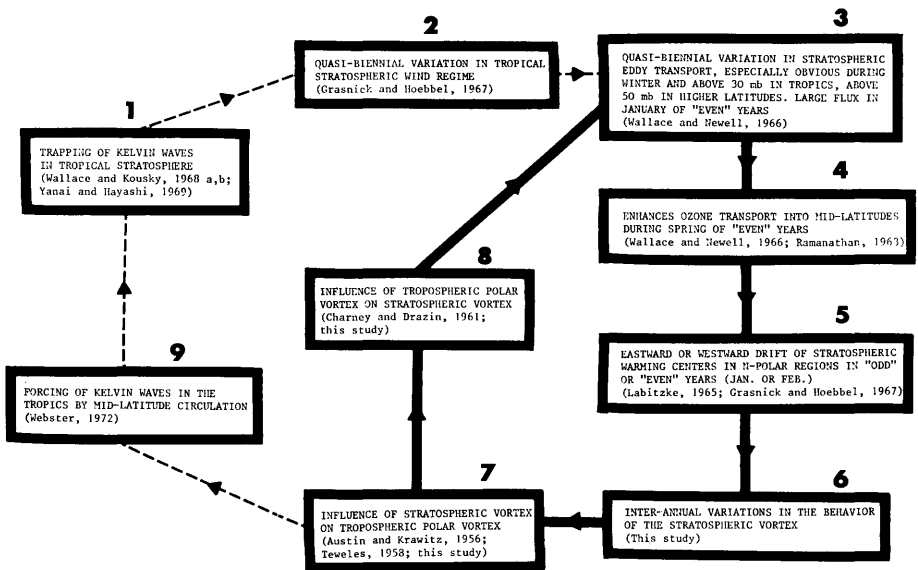 1
TRAPPING OF KELVIN WAVES
IN TROPICAL STRATOSPHERE
(Wallace and Kousky, 1968 a,b;
Yanai and Hayashi, 1969)
2
QUASI-BIENNIAL VARIATION IN TROPICAL
STRATOSPHERIC WIND REGIME
(Grasnick and Hoebbel, 1967)
3
QUASI-BIENNIAL VARIATION IN STRATOSPHERIC
EDDY TRANSPORT, ESPECIALLY OBVIOUS DURING
WINTER AND ABOVE 30 mb IN TROPICS, ABOVE
50 mb IN HIGHER LATITUDES. LARGE FLUX IN
JANUARY OF "EVEN" YEARS
(Wallace and Newell, 1966)
4
ENHANCES OZONE TRANSPORT INTO MID-LATITUDES
DURING SPRING OF "EVEN" YEARS
(Wallace and Newell, 1966; Ramanathan, 1963)
5
EASTWARD OR WESTWARD DRIFT OF STRATOSPHERIC
WARMING CENTERS IN N-POLAR REGIONS IN "ODD"
OR "EVEN" YEARS (JAN. OR FEB.)
(Labitzke, 1965; Grasnick and Hoebbel, 1967)
6
INTER-ANNUAL VARIATIONS IN THE BEHAVIOR
OF THE STRATOSPHERIC VORTEX
(This study)
7
INFLUENCE OF STRATOSPHERIC VORTEX
ON TROPOSPHERIC POLAR VORTEX
(Austin and Krawitz, 1956;
Teweles, 1958; this study)
8
INFLUENCE OF TROPOSPHERIC POLAR
VORTEX ON STRATOSPHERIC VORTEX
(Charney and Drazin, 1961;
this study)
9
FORCING OF KELVIN WAVES IN THE
TROPICS BY MID-LATITUDE CIRCULATION
(Webster, 1972)